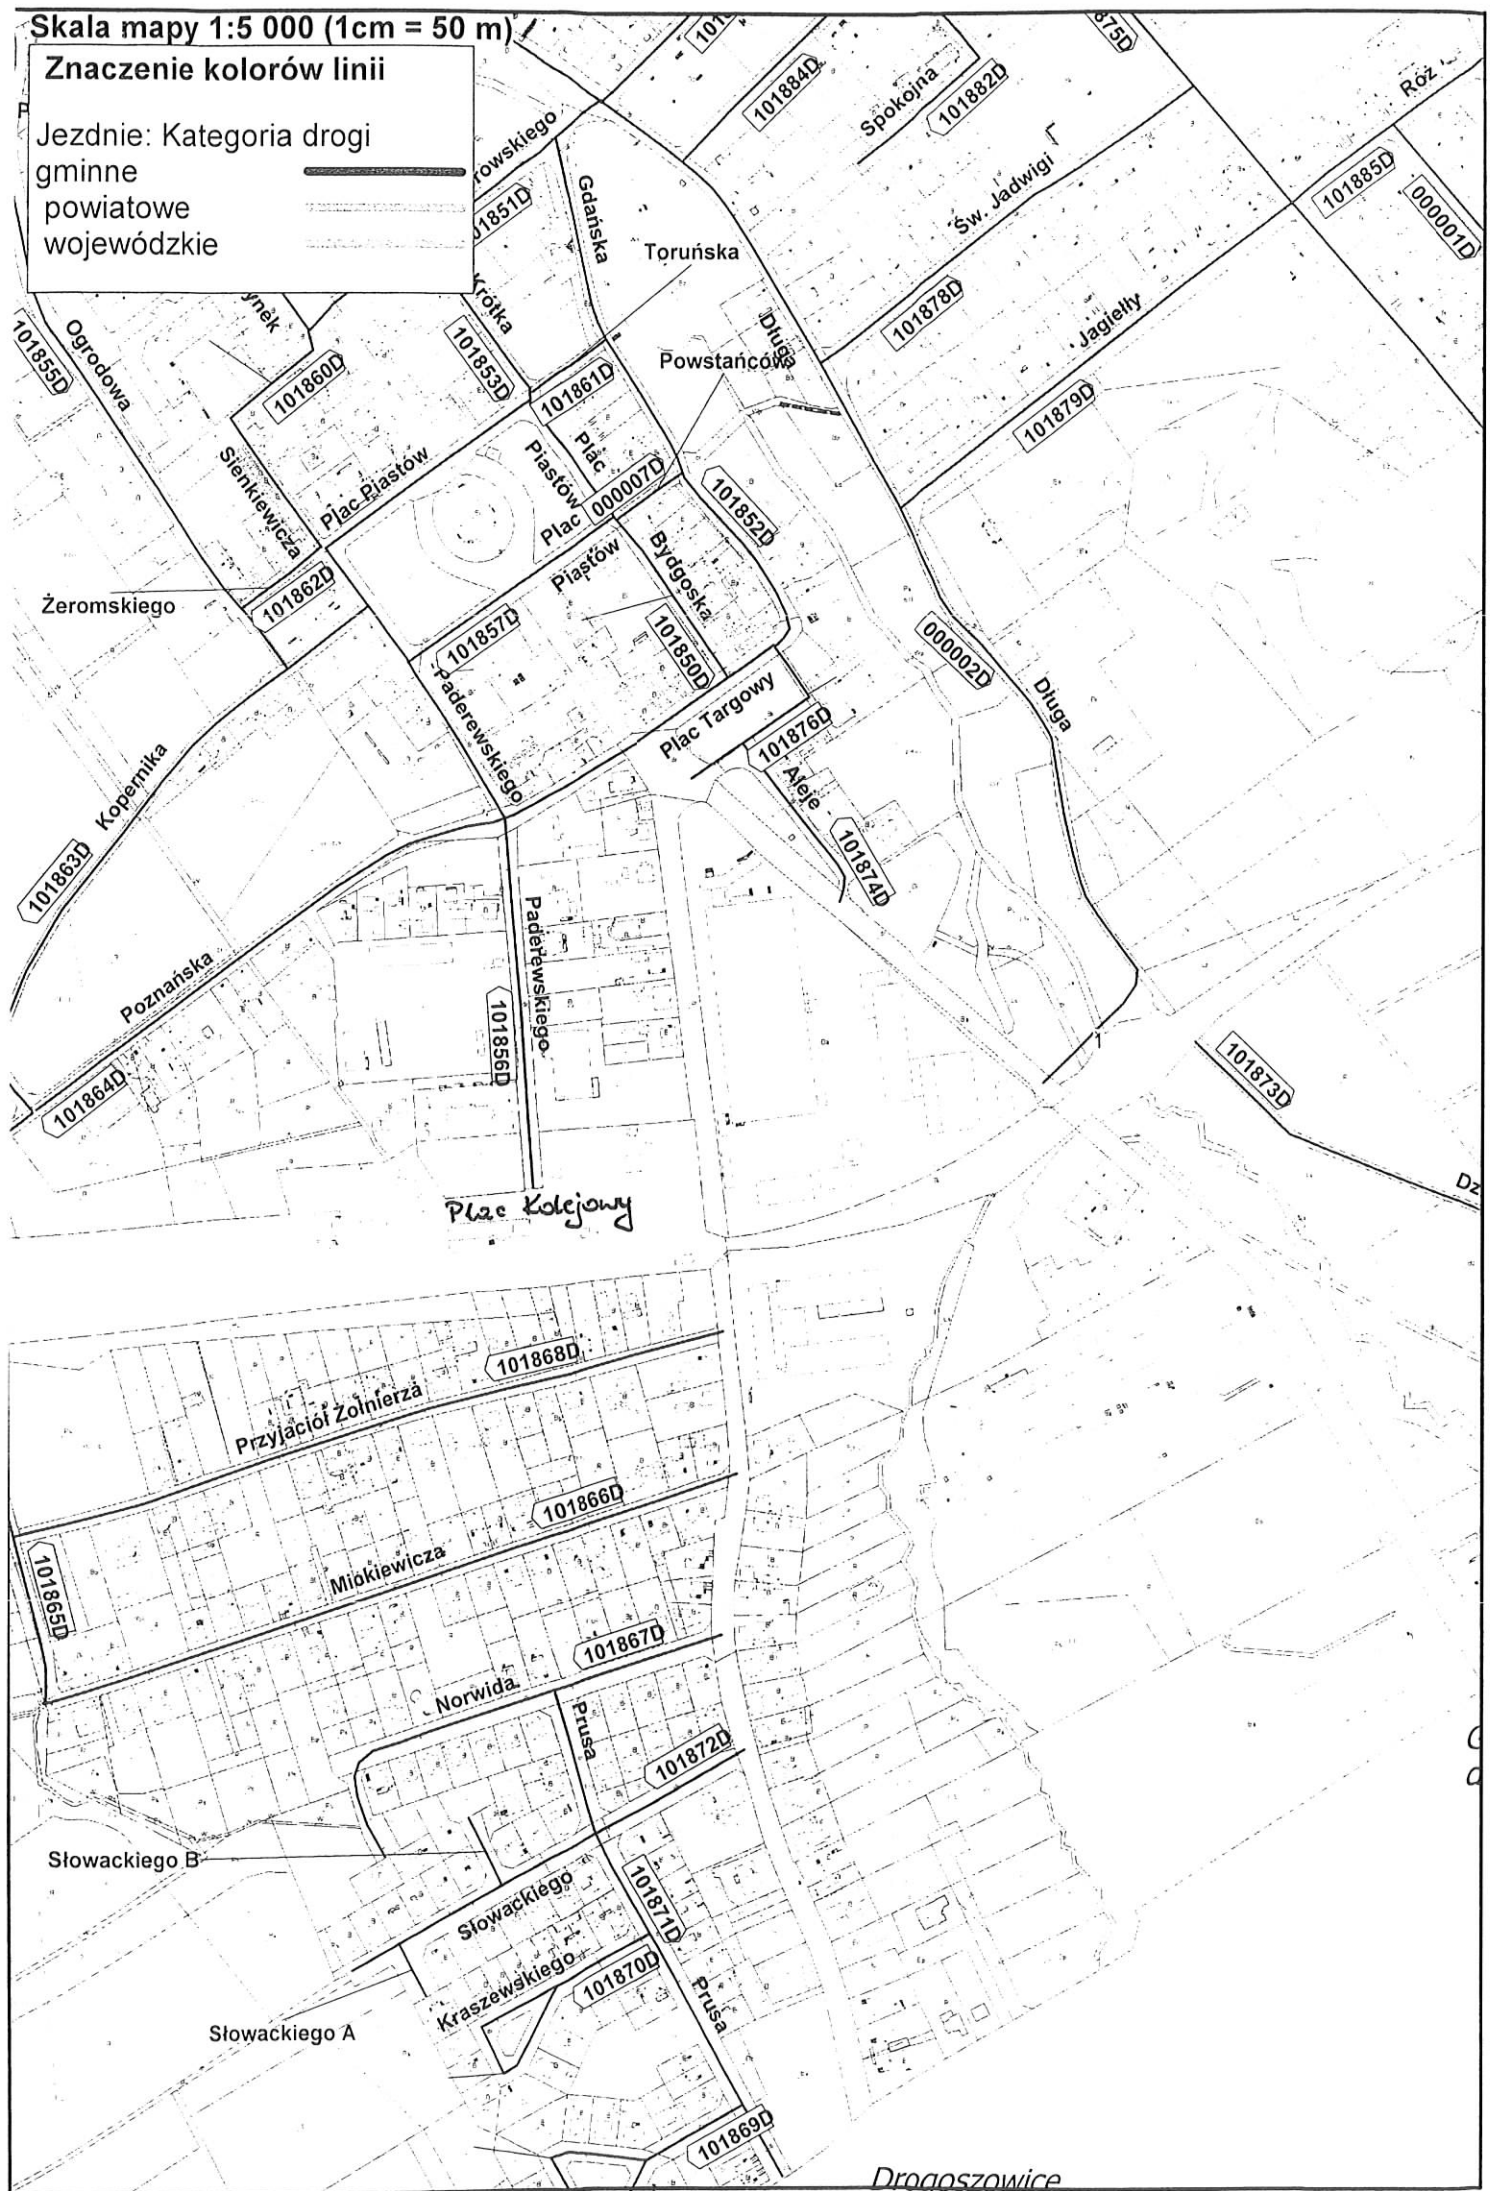 Skala mapy 1:5 000 (1cm = 50 m)
Znaczenie kolorów linii
Jezdnie: Kategoria drogi
gminne
powiatowe
wojewódzkie
875D
101884D
Spokojna
101882D
Róż
rowskiego
01851D
Gdańska
Toruńska
Św. Jadwigi
101885D
000001D
ynek
Krótka
101878D
Jagiełły
101855D
Ogrodowa
101860D
101853D
101861D
Powstańców
Długa
101879D
Sienkiewicza
Plac Piastów
Plac
Piastów
000007D
101852D
Plac
Piastów
Bydgoska
Żeromskiego
101862D
101857D
101850D
000002D
Długa
Paderewskiego
Plac Targowy
101876D
Kopernika
Aleje
101863D
101874D
Poznańska
Paderewskiego
101856D
101864D
101873D
Dz
Plac Kolejowy
101868D
Przyjaciół Żołnierza
101866D
Mickiewicza
101865D
101867D
Norwida
Prusa
101872D
Słowackiego B
Słowackiego
101871D
Kraszewskiego
101870D
Prusa
Słowackiego A
101869D
Drogoszowice